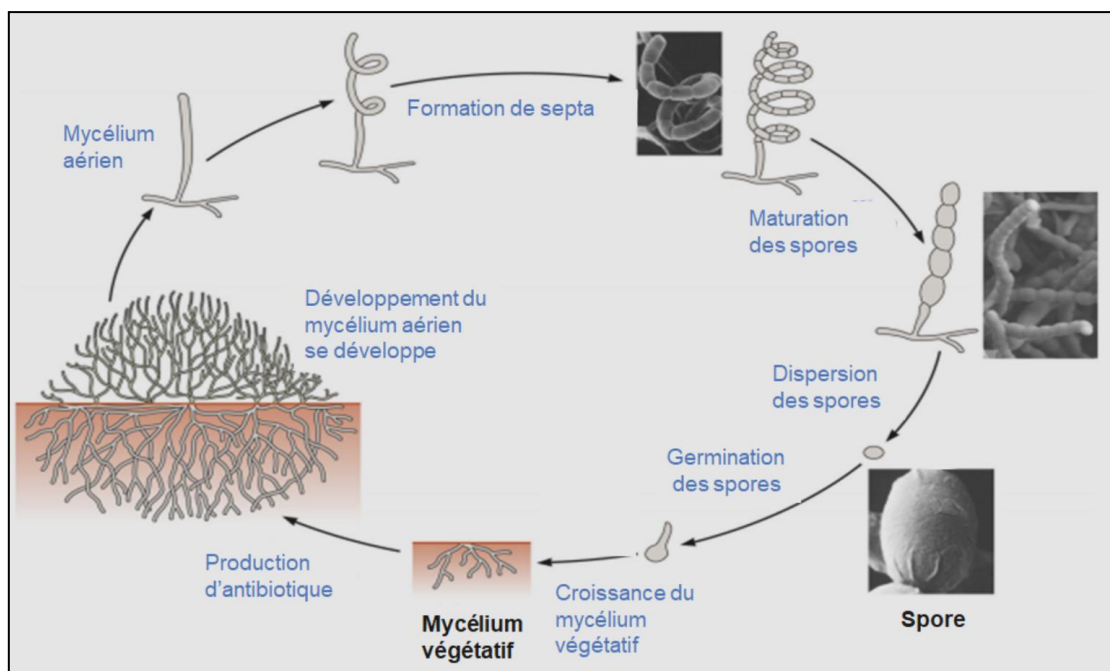 Formation de septa
Mycélium
aérien
Maturation
des spores
Développement du
mycélium aérien
se développe
Dispersion
des spores
Germination
des spores
Production
d'antibiotique
Croissance du
mycélium
végétatif
Mycélium
végétatif
Spore